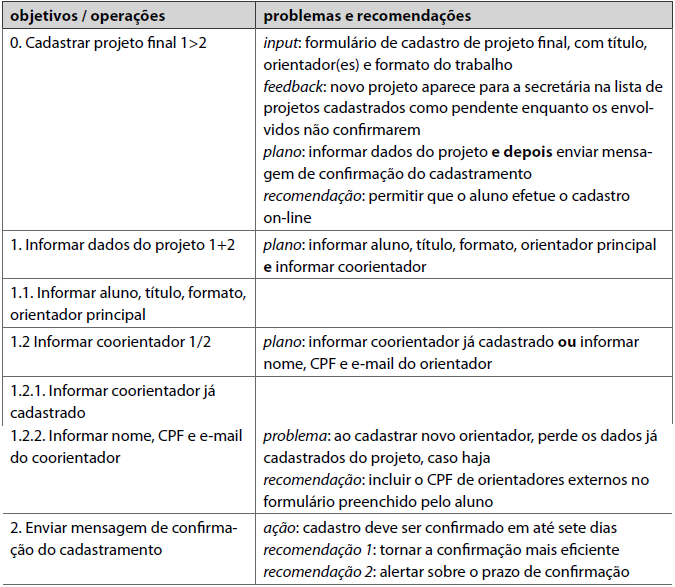 objetivos / operações
problemas e recomendações
0. Cadastrar projeto final 1>2
input: formulário de cadastro de projeto final, com título,
orientador(es) e formato do trabalho
feedback: novo projeto aparece para a secretária na lista de
projetos cadastrados como pendente enquanto os envol-
vidos não confirmarem
plano: informar dados do projeto e depois enviar mensa-
gem de confirmação do cadastramento
recomendação: permitir que o aluno efetue o cadastro
on-line
1. Informar dados do projeto 1+2
plano: informar aluno, título, formato, orientador principal
e informar coorientador
1.1. Informar aluno, título, formato,
orientador principal
1.2 Informar coorientador 1/2
plano: informar coorientador já cadastrado ou informar
nome, CPF e e-mail do orientador
1.2.1. Informar coorientador já
cadastrado
1.2.2. Informar nome, CPF e e-mail
do coorientador
problema: ao cadastrar novo orientador, perde os dados já
cadastrados do projeto, caso haja
recomendação: incluir o CPF de orientadores externos no
formulário preenchido pelo aluno
2. Enviar mensagem de confirma-
ção do cadastramento
ação: cadastro deve ser confirmado em até sete dias
recomendação 1: tornar a confirmação mais eficiente
recomendação 2: alertar sobre o prazo de confirmação